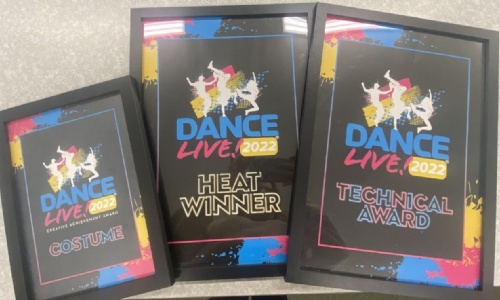 DANCE
LIVE! 2022
CREATIVE ACHIEVEMENT AWARD
COSTUME
DANCE
LIVE! 2022
HEAT
WINNER
DANCE
LIVE! 2022
TECHNICAL
AWARD